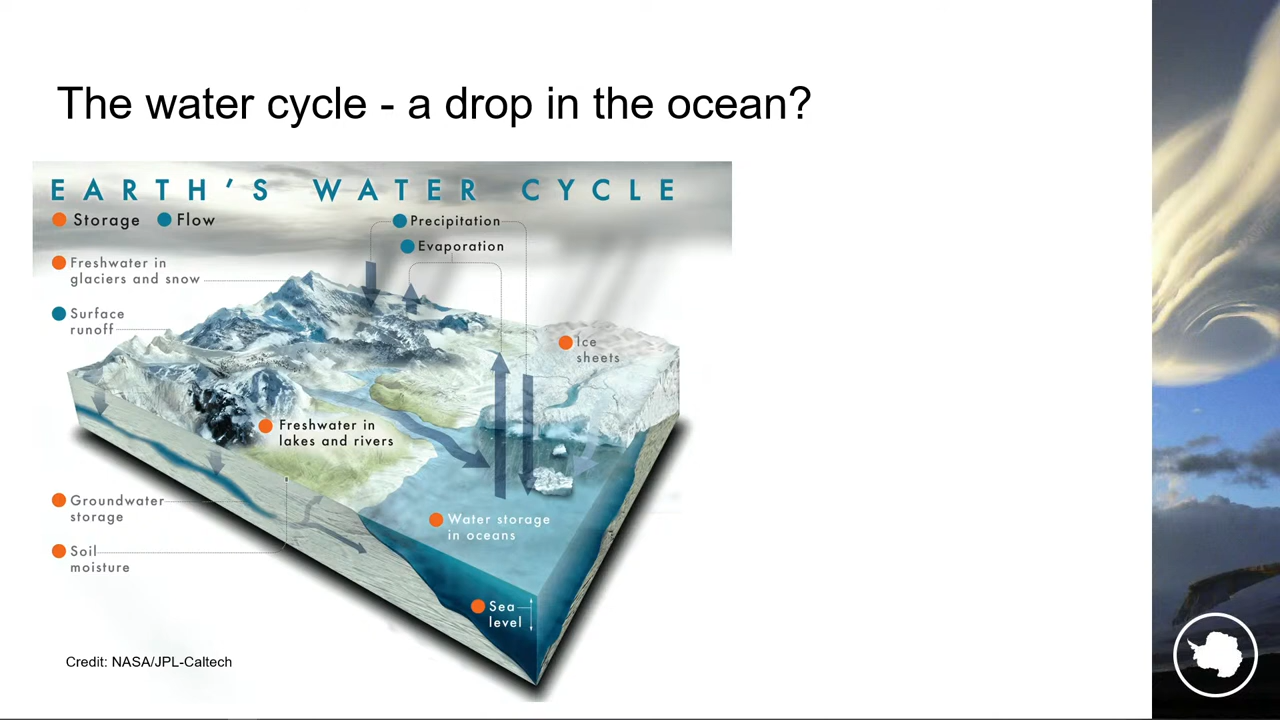 The water cycle - a drop in the ocean?
EARTH'S WATER CYCLE
Storage Flow
Precipitation
Evaporation
Freshwater in
glaciers and snow
Surface
runoff
Ice
sheets
Freshwater in
lakes and rivers
Groundwater
storage
Water storage
in oceans
Soil
moisture
Sea
level
Credit: NASA/JPL-Caltech